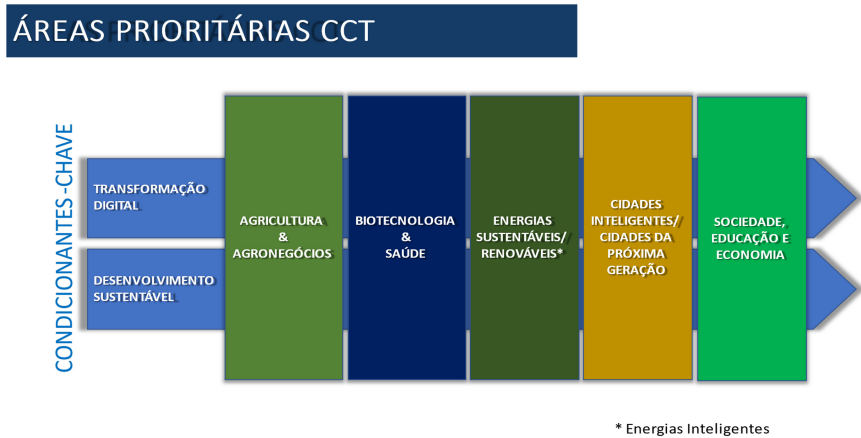 ÁREAS PRIORITÁRIAS CCT
CONDICIONANTES-CHAVE
TRANSFORMAÇÃO
DIGITAL
DESENVOLVIMENTO
SUSTENTÁVEL
AGRICULTURA
&
AGRONEGÓCIOS
BIOTECNOLOGIA
&
SAÚDE
ENERGIAS
SUSTENTÁVEIS/
RENOVÁVEIS*
CIDADES
INTELIGENTES/
CIDADES DA
PRÓXIMA
GERAÇÃO
SOCIEDADE,
EDUCAÇÃO E
ECONOMIA
* Energias Inteligentes